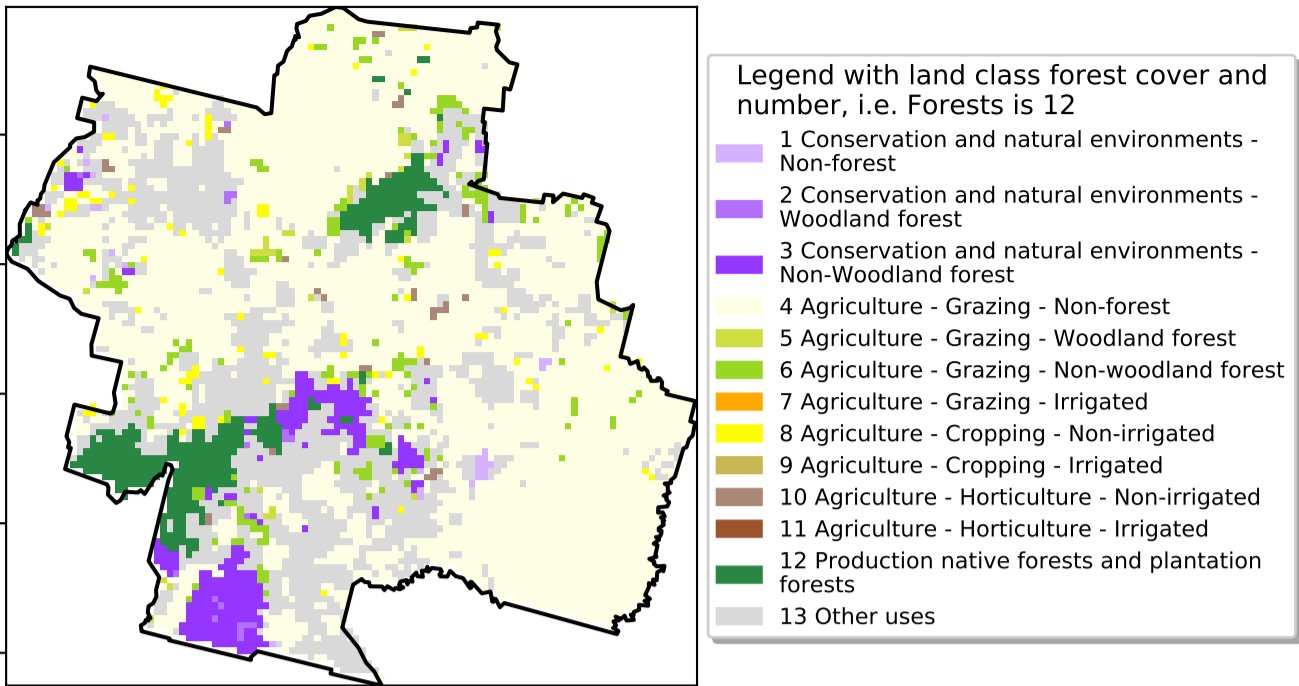 Legend with land class forest cover and
number, i.e. Forests is 12
1 Conservation and natural environments -
Non-forest
2 Conservation and natural environments -
Woodland forest
3 Conservation and natural environments -
Non-Woodland forest
4 Agriculture - Grazing - Non-forest
5 Agriculture - Grazing - Woodland forest
6 Agriculture - Grazing - Non-woodland forest
7 Agriculture - Grazing - Irrigated
8 Agriculture - Cropping - Non-irrigated
9 Agriculture - Cropping - Irrigated
10 Agriculture - Horticulture - Non-irrigated
11 Agriculture - Horticulture - Irrigated
12 Production native forests and plantation
forests
13 Other uses